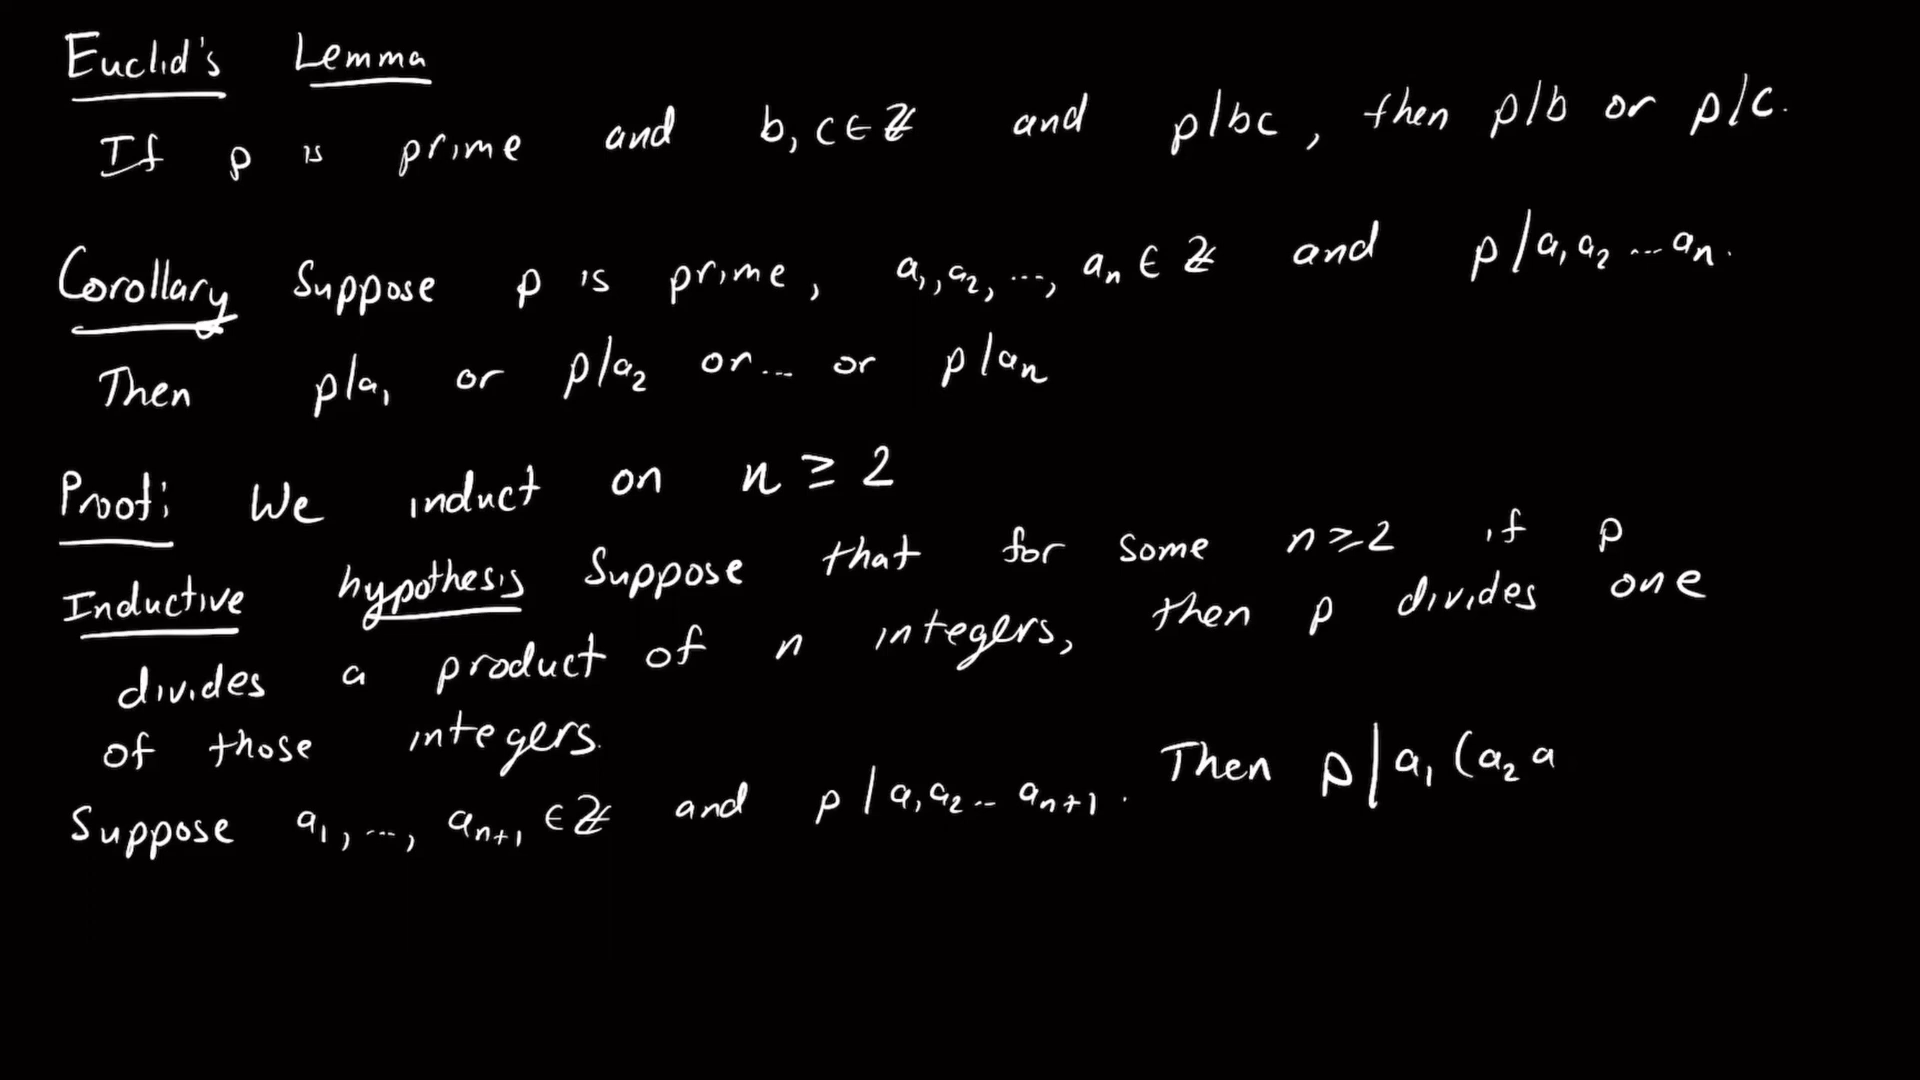 Euclid's Lemma
If p is prime and b, c ∈ ℤ and p|bc, then p|b or p|c.
Corollary Suppose p is prime, a₁, a₂, ..., aₙ ∈ ℤ and p|a₁a₂...aₙ.
Then p|a₁ or p|a₂ or... or p|aₙ
Proof: We induct on n ≥ 2
Inductive hypothesis Suppose that for some n ≥ 2 if p
divides a product of n integers, then p divides one
of those integers.
Suppose a₁, ..., aₙ₊₁ ∈ ℤ and p|a₁a₂...aₙ₊₁. Then p|a₁(a₂a